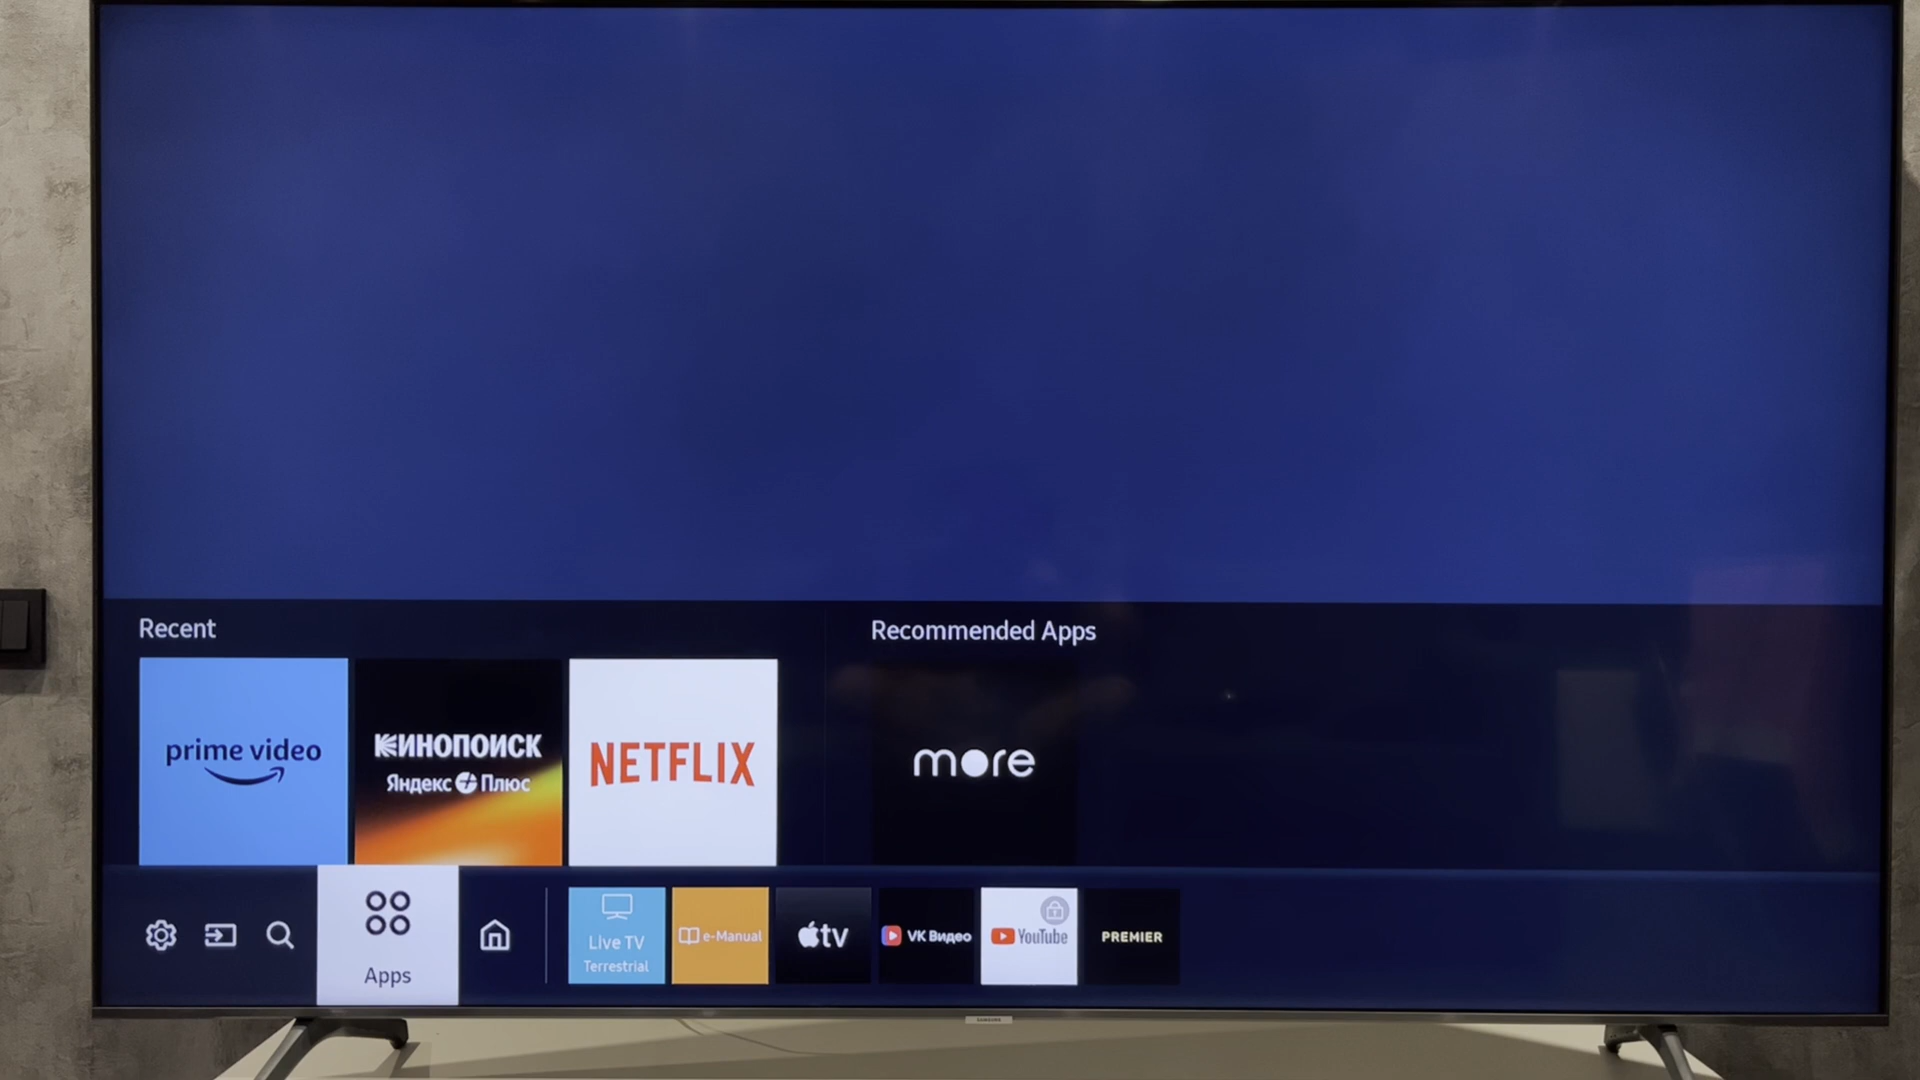 Recent
Recommended Apps
prime video
КИНОПОИСК
Яндекс Плюс
NETFLIX
more
Apps
Live TV
Terrestrial
e-Manual
tv
VK Видео
YouTube
PREMIER
SAMSUNG